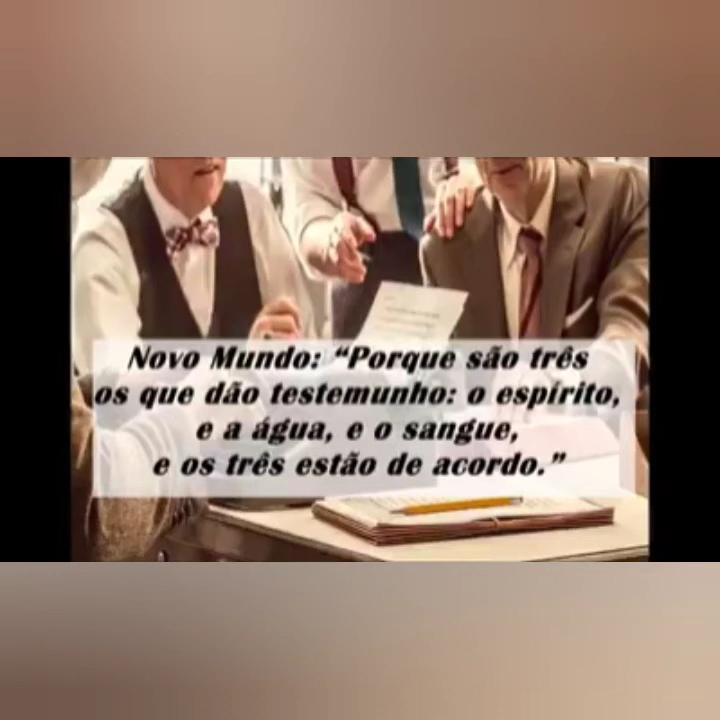 Novo Mundo: “Porque são três
os que dão testemunho: o espírito,
e a água, e o sangue,
e os três estão de acordo.”